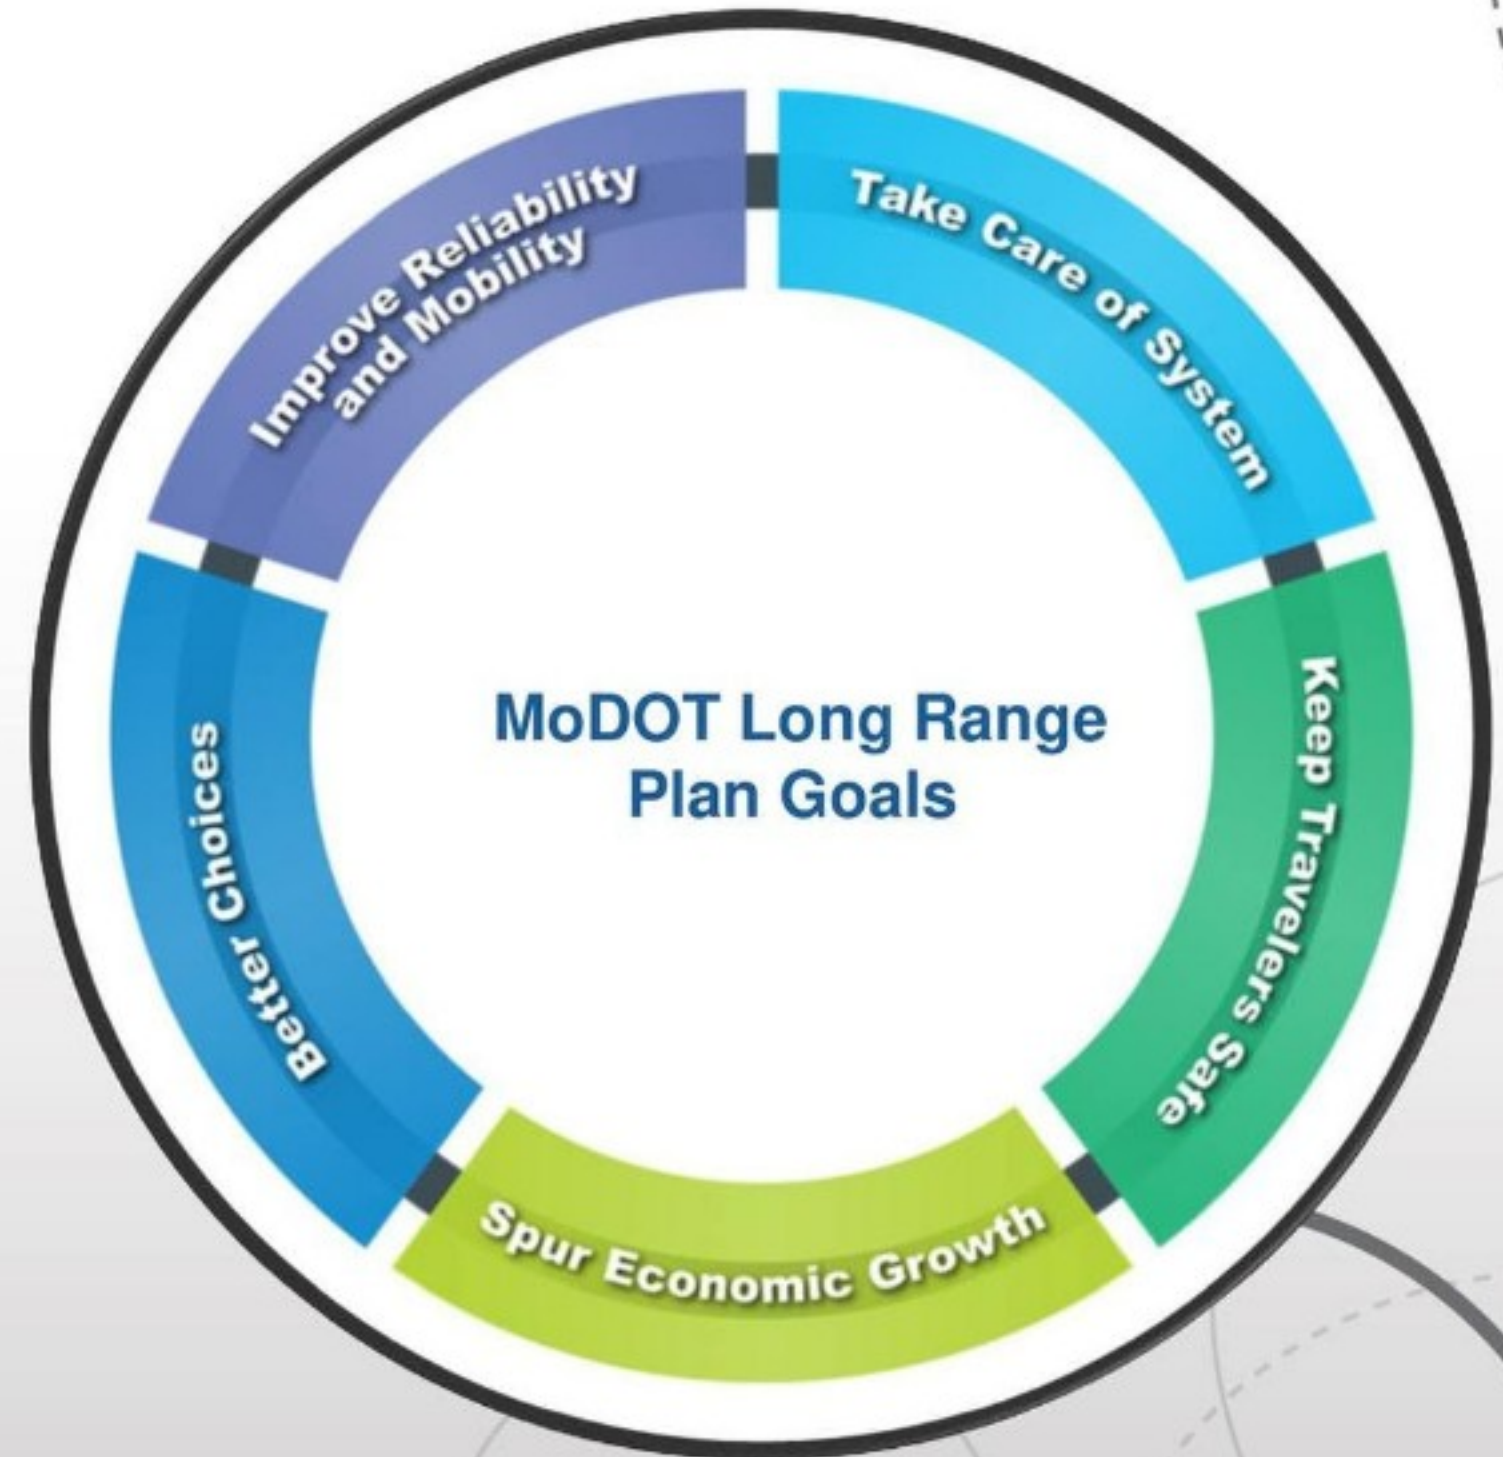 MoDOT Long Range
Plan Goals
Take Care of System
Keep Travelers Safe
Spur Economic Growth
Better Choices
Improve Reliability
and Mobility